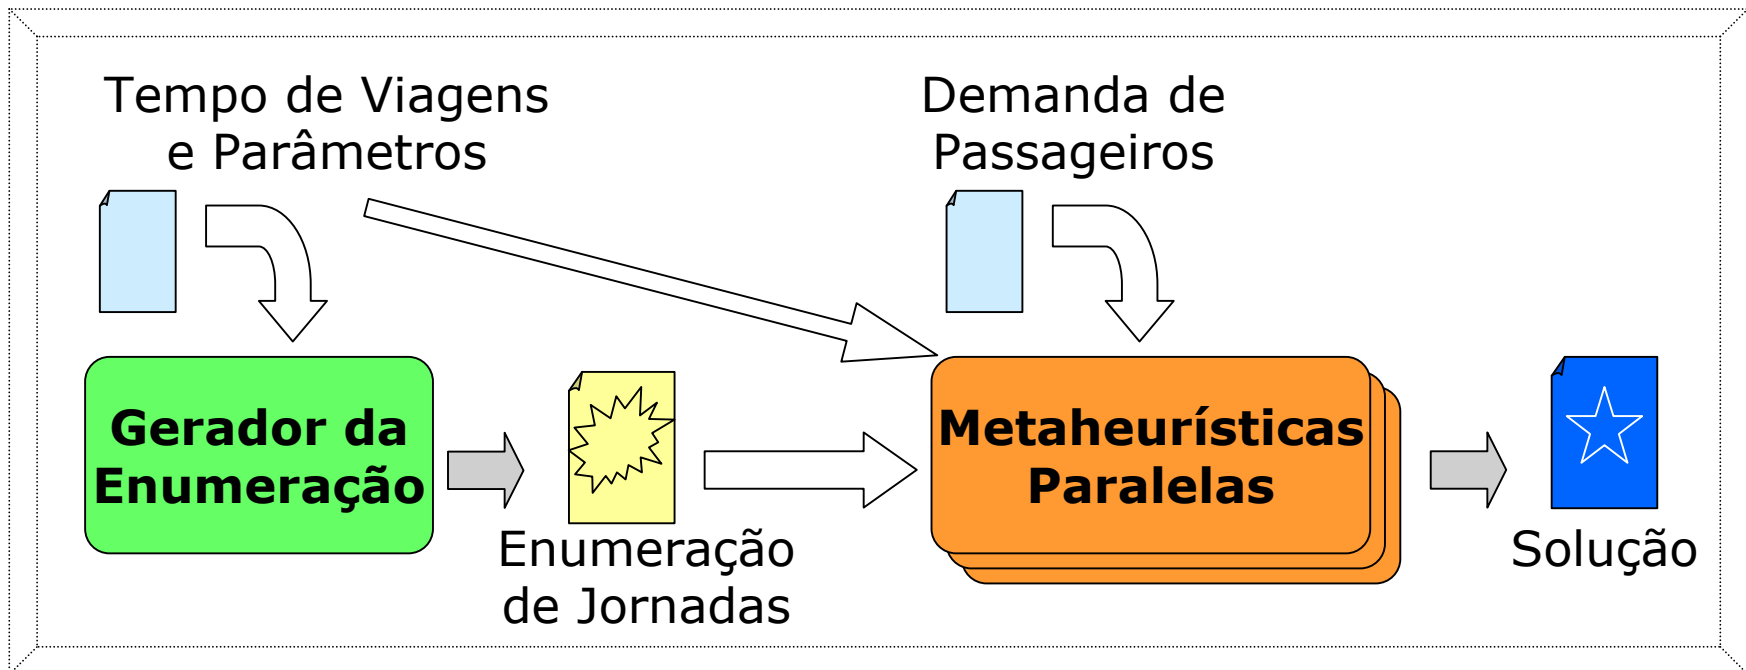 Tempo de Viagens
e Parâmetros
Demanda de
Passageiros
Gerador da
Enumeração
Enumeração
de Jornadas
Metaheurísticas
Paralelas
Solução